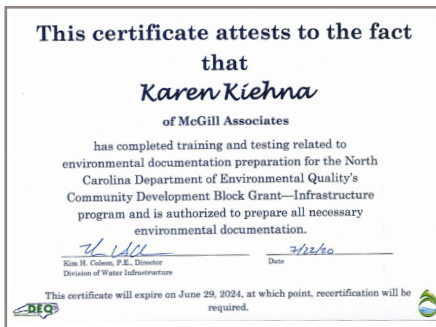 This certificate attests to the fact
that
Karen Kiehna
of McGill Associates
has completed training and testing related to
environmental documentation preparation for the North
Carolina Department of Environmental Quality's
Community Development Block Grant—Infrastructure
program and is authorized to prepare all necessary
environmental documentation.
7/22/20
Kim H. Colson, P.E., Director
Date
Division of Water Infrastructure
This certificate will expire on June 29, 2024, at which point, recertification will be
required.
DEQ